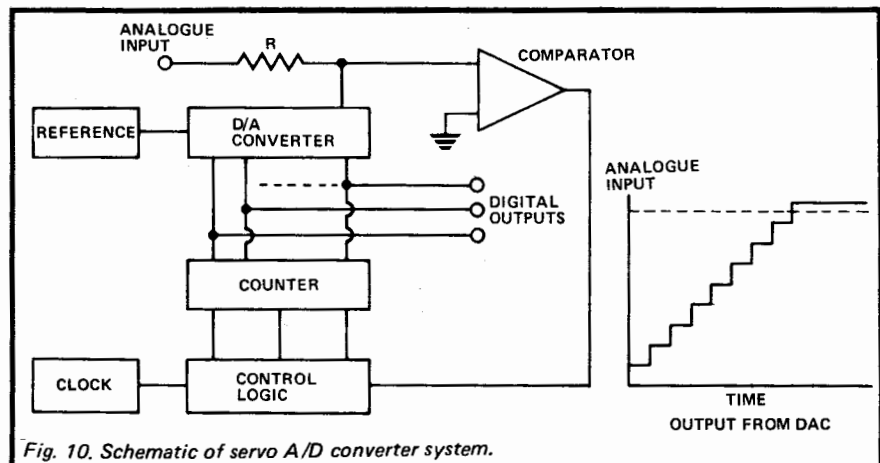 ANALOGUE
INPUT
R
COMPARATOR
REFERENCE
D/A
CONVERTER
ANALOGUE
INPUT
DIGITAL
OUTPUTS
COUNTER
CLOCK
CONTROL
LOGIC
TIME
OUTPUT FROM DAC
Fig. 10. Schematic of servo A/D converter system.